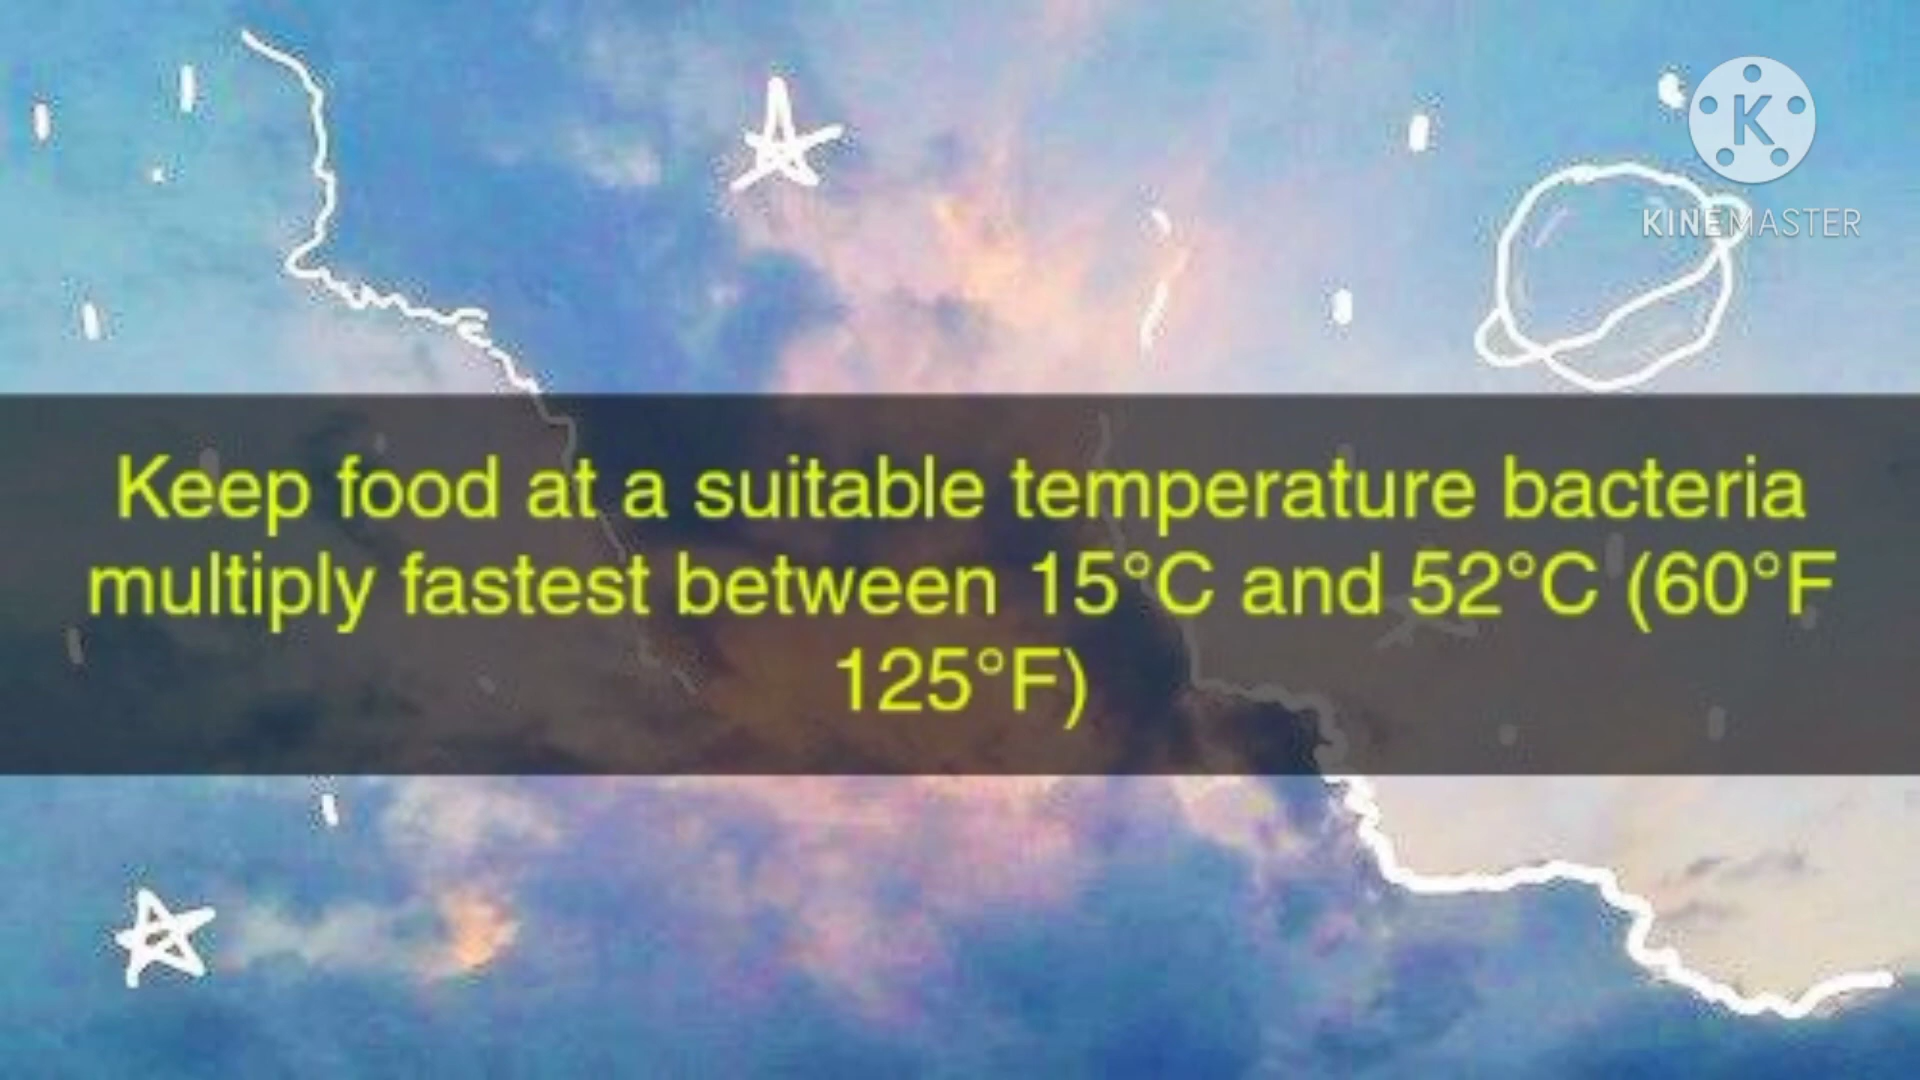 KINEMASTER
Keep food at a suitable temperature bacteria
multiply fastest between 15°C and 52°C (60°F
125°F)